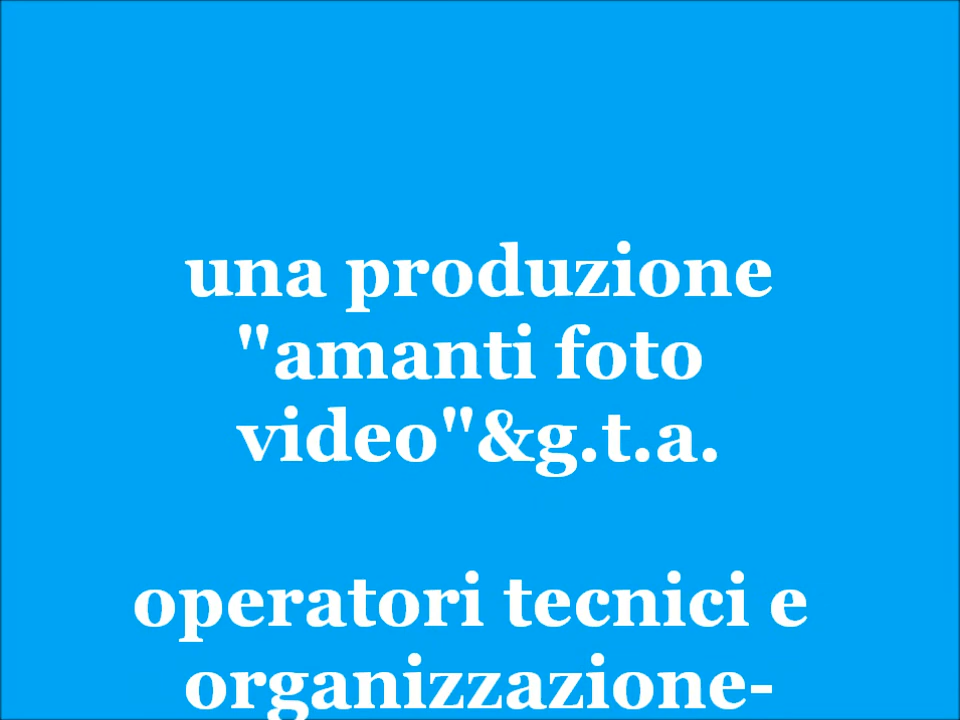 una produzione
"amanti foto
video"&g.t.a.
operatori tecnici e
organizzazione-